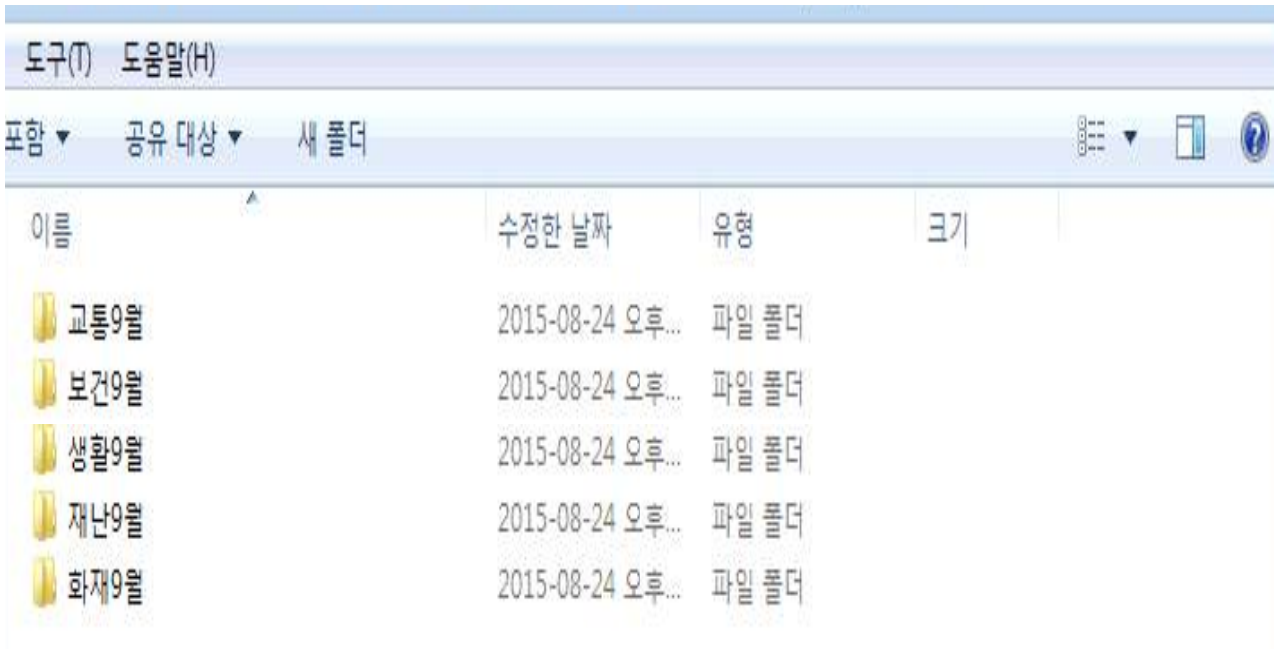 도구(T) 도움말(H)
포함 ▼ 공유 대상 ▼ 새 폴더
이름 수정한 날짜 유형 크기
교통9월 2015-08-24 오후... 파일 폴더
보건9월 2015-08-24 오후... 파일 폴더
생활9월 2015-08-24 오후... 파일 폴더
재난9월 2015-08-24 오후... 파일 폴더
화재9월 2015-08-24 오후... 파일 폴더